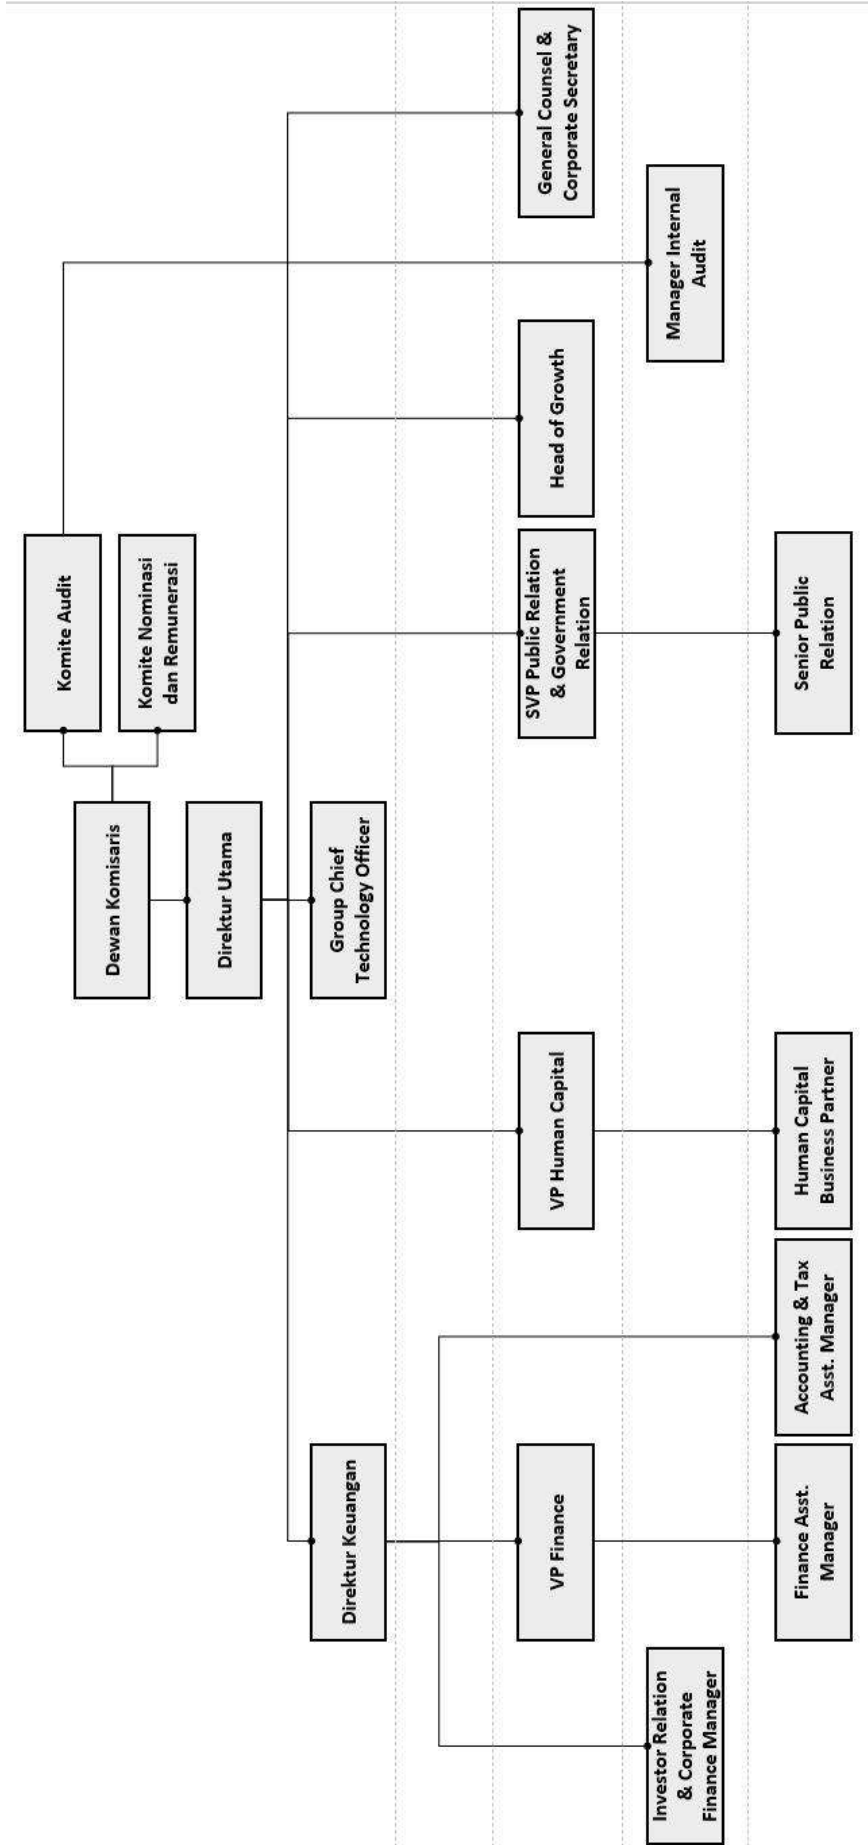 Komite Audit
Komite Nominasi
dan Remunerasi
Dewan Komisaris
Direktur Utama
Direktur Keuangan
Group Chief
Technology Officer
VP Finance
VP Human Capital
SVP Public Relation
& Government
Relation
Head of Growth
General Counsel &
Corporate Secretary
Investor Relation
& Corporate
Finance Manager
Manager Internal
Audit
Finance Asst.
Manager
Accounting & Tax
Asst. Manager
Human Capital
Business Partner
Senior Public
Relation